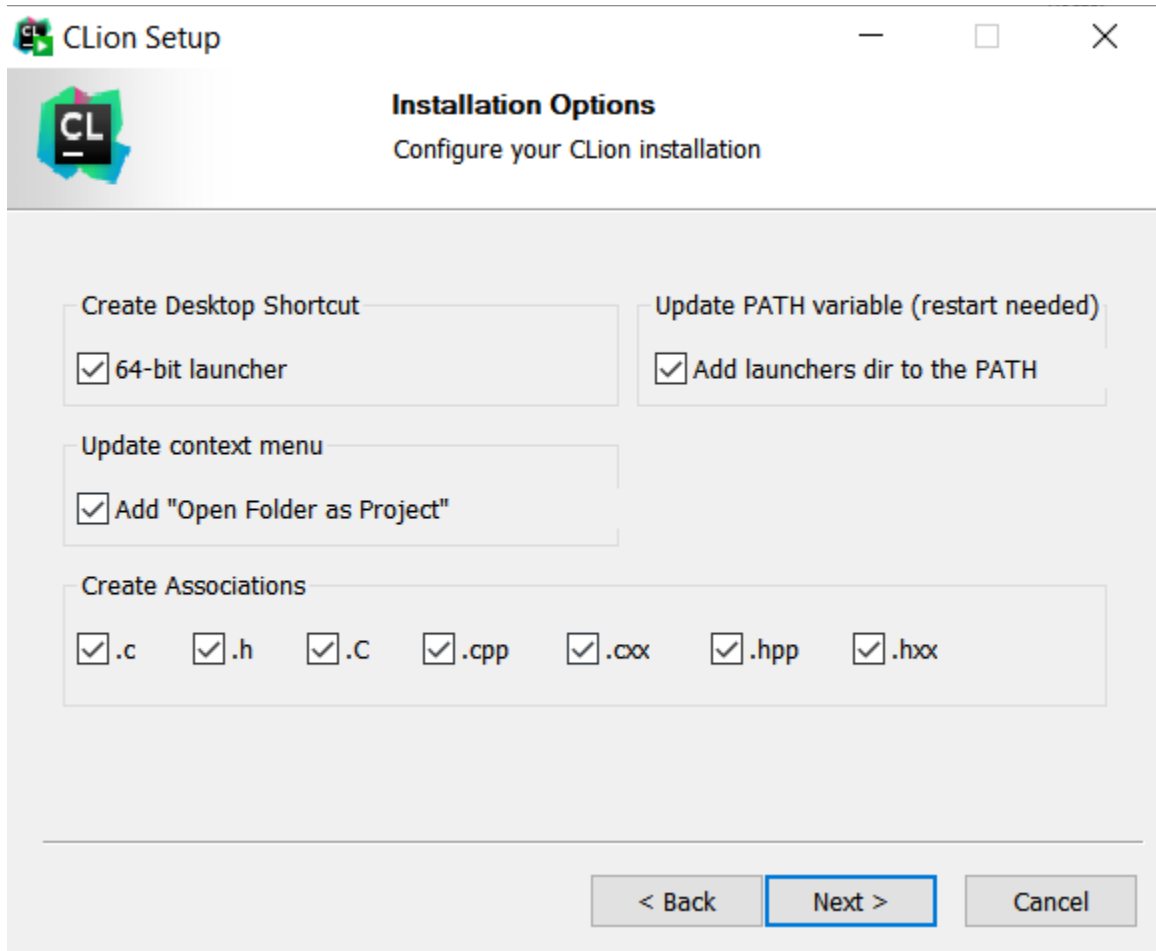 CLion Setup
CL
Installation Options
Configure your CLion installation
Create Desktop Shortcut
Update PATH variable (restart needed)
64-bit launcher
Add launchers dir to the PATH
Update context menu
Add "Open Folder as Project"
Create Associations
.c .h .C .cpp .cxx .hpp .hxx
< Back Next > Cancel